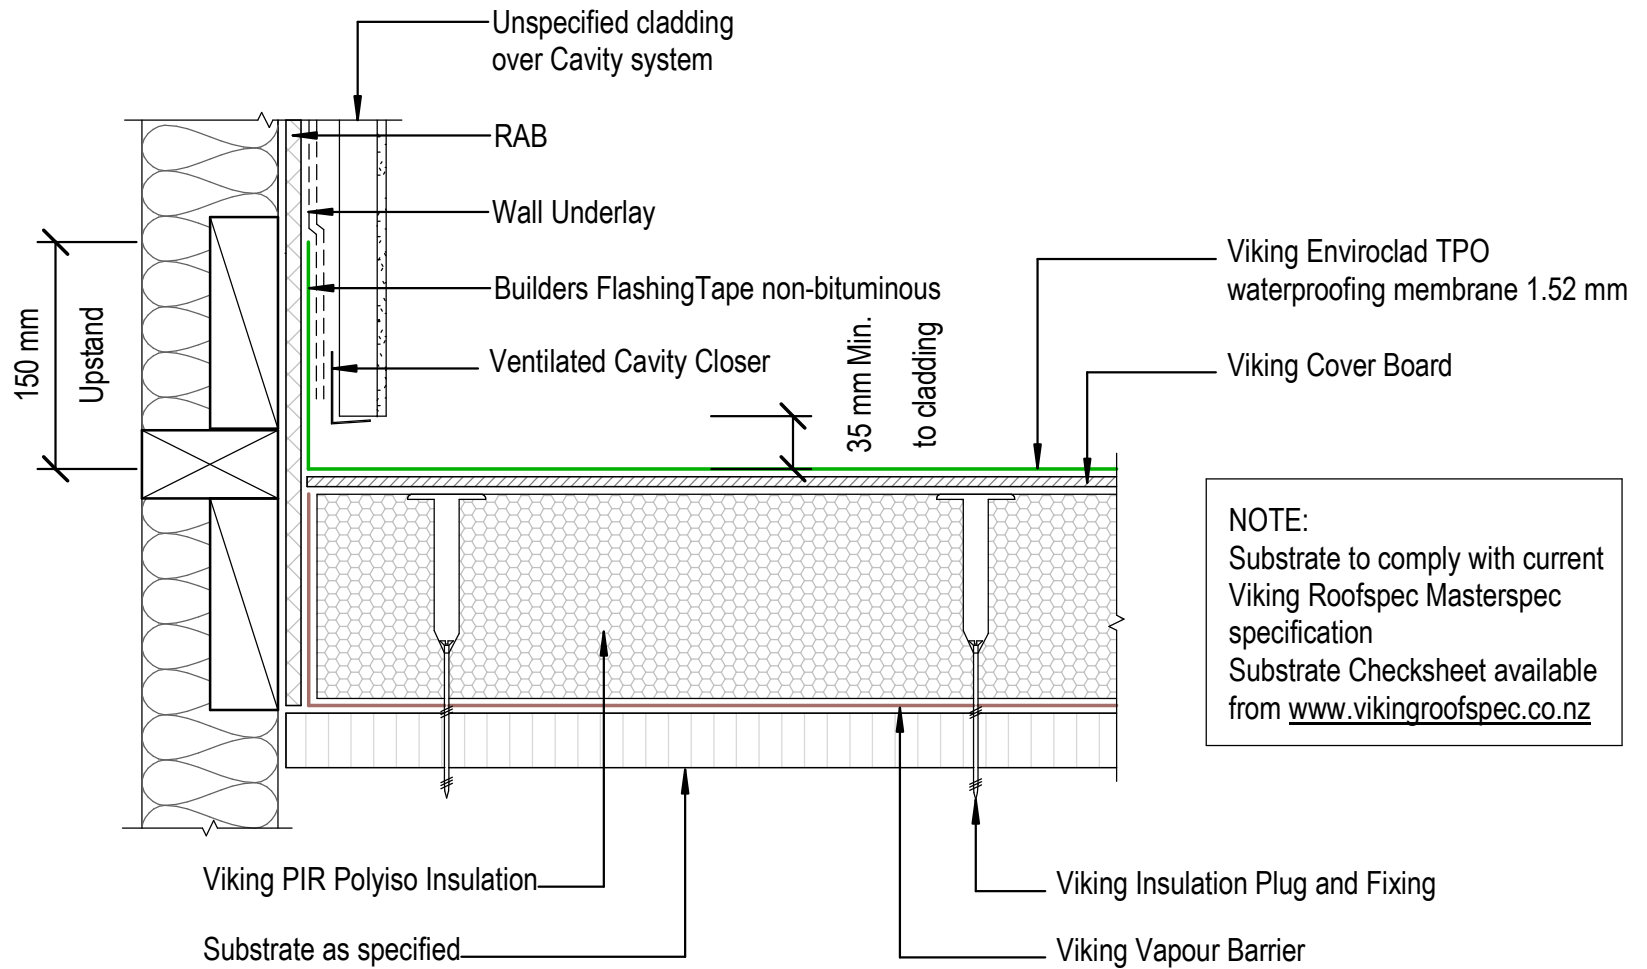 Unspecified cladding
over Cavity system
RAB
Wall Underlay
Builders FlashingTape non-bituminous
Ventilated Cavity Closer
150 mm
Upstand
35 mm Min.
to cladding
Viking Enviroclad TPO
waterproofing membrane 1.52 mm
Viking Cover Board
NOTE:
Substrate to comply with current
Viking Roofspec Masterspec
specification
Substrate Checksheet available
from www.vikingroofspec.co.nz
Viking PIR Polyiso Insulation
Substrate as specified
Viking Insulation Plug and Fixing
Viking Vapour Barrier